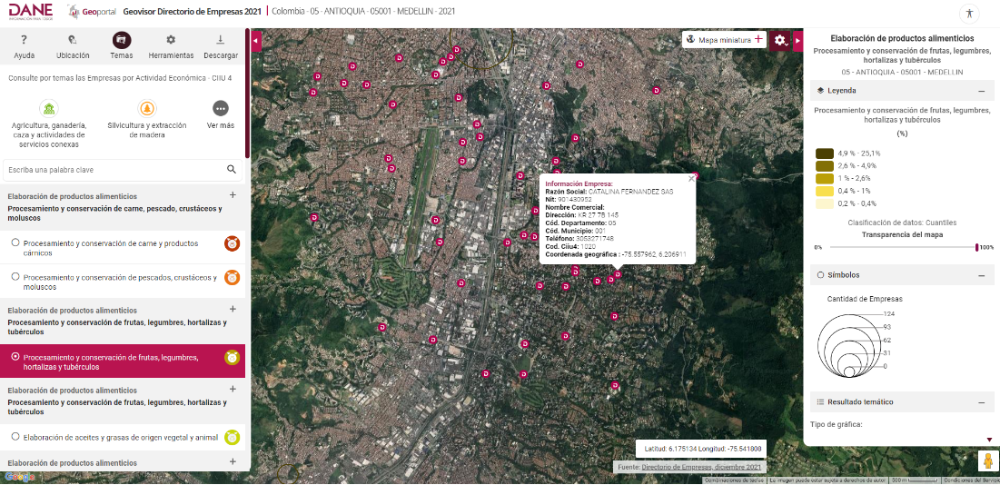 DANE
INFORMACIÓN PARA TODOS
Geoportal
Geovisor Directorio de Empresas 2021 | Colombia - 05 - ANTIOQUIA - 05001 - MEDELLIN - 2021
Ayuda
Ubicación
Temas
Herramientas
Descargar
Consulte por temas las Empresas por Actividad Económica - CIIU 4
Agricultura, ganadería,
caza y actividades de
servicios conexas
Silvicultura y extracción
de madera
Ver más
Escriba una palabra clave
Elaboración de productos alimenticios
Procesamiento y conservación de carne, pescado, crustáceos y
moluscos
Procesamiento y conservación de carne y productos
cárnicos
Procesamiento y conservación de pescados, crustáceos y
moluscos
Elaboración de productos alimenticios
Procesamiento y conservación de frutas, legumbres, hortalizas y
tubérculos
Procesamiento y conservación de frutas, legumbres,
hortalizas y tubérculos
Elaboración de productos alimenticios
Procesamiento y conservación de frutas, legumbres, hortalizas y
tubérculos
Elaboración de aceites y grasas de origen vegetal y animal
Elaboración de productos alimenticios
Google
Mapa miniatura
Información Empresa:
Razón Social: CATALINA FERNANDEZ SAS
Nit: 901430952
Nombre Comercial:
Dirección: KR 27 7B 145
Cód. Departamento: 05
Cód. Municipio: 001
Teléfono: 3053271748
Cod. Ciiu4: 1020
Coordenada geográfica : -75.557962, 6.206911
Latitud: 6.175134 Longitud: -75.541808
Fuente: Directorio de Empresas, diciembre 2021
Combinaciones de teclas
La imagen puede estar sujeta a derechos de autor
500 m
Condiciones del Servicio
Elaboración de productos alimenticios
Procesamiento y conservación de frutas, legumbres,
hortalizas y tubérculos
05 - ANTIOQUIA - 05001 - MEDELLIN
Leyenda
Procesamiento y conservación de frutas, legumbres,
hortalizas y tubérculos
(%)
4,9 % - 25,1%
2,6 % - 4,9%
1 % - 2,6%
0,4 % - 1%
0,2 % - 0,4%
Clasificación de datos: Cuantiles
Transparencia del mapa
0%
100%
Símbolos
Cantidad de Empresas
124
93
62
31
0
Resultado temático
Tipo de gráfica: